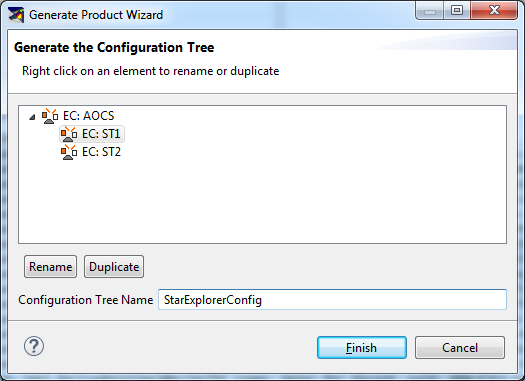 Generate Product Wizard
Generate the Configuration Tree
Right click on an element to rename or duplicate
EC: AOCS
EC: ST1
EC: ST2
Rename Duplicate
Configuration Tree Name StarExplorerConfig
? Finish Cancel